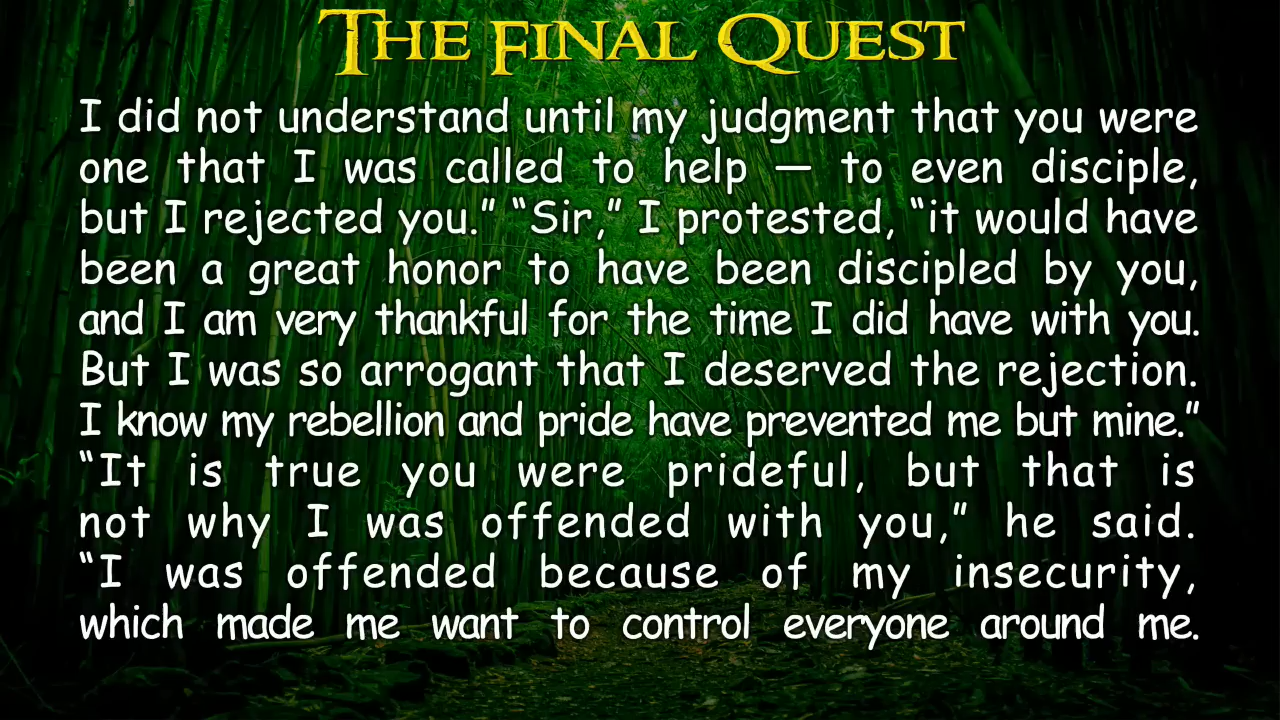 The Final Quest
I did not understand until my judgment that you were
one that I was called to help — to even disciple,
but I rejected you.” “Sir,” I protested, “it would have
been a great honor to have been discipled by you,
and I am very thankful for the time I did have with you.
But I was so arrogant that I deserved the rejection.
I know my rebellion and pride have prevented me but mine.”
“It is true you were prideful, but that is
not why I was offended with you,” he said.
“I was offended because of my insecurity,
which made me want to control everyone around me.